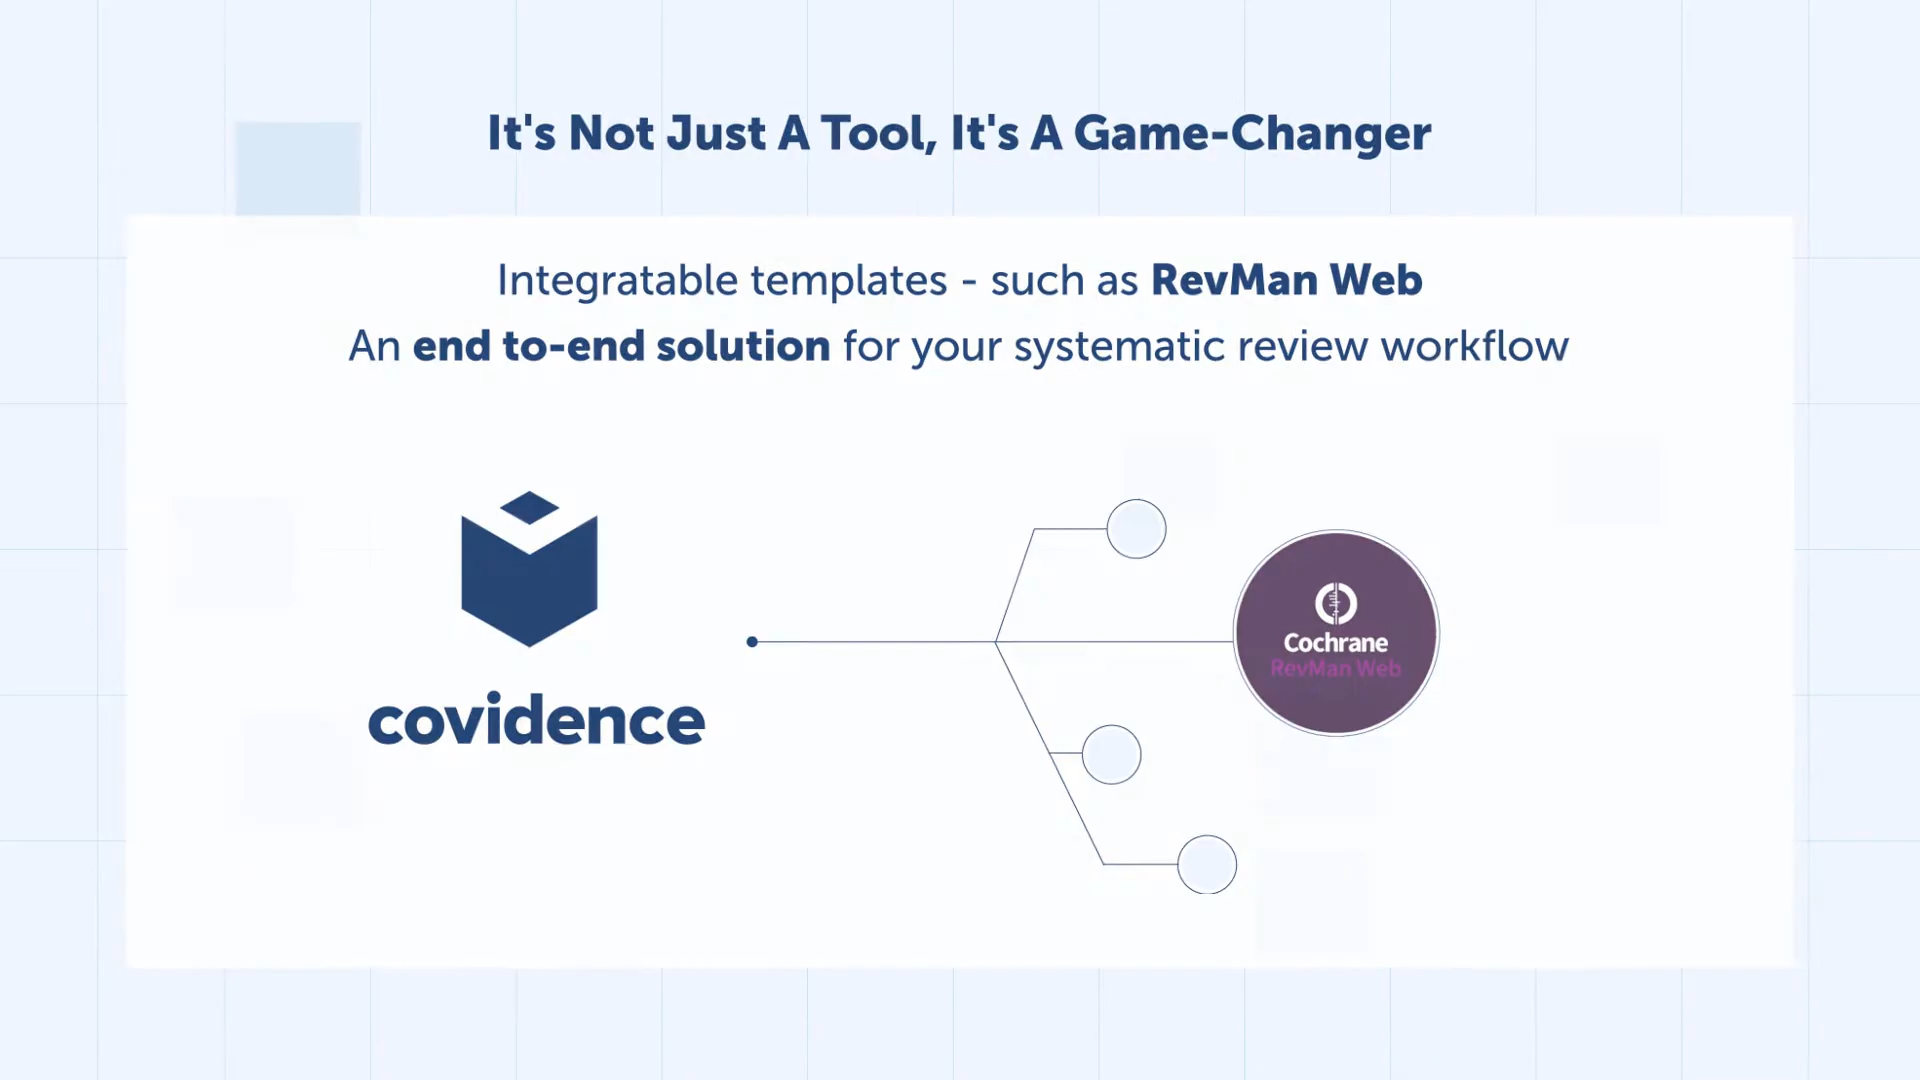 It's Not Just A Tool, It's A Game-Changer
Integratable templates - such as RevMan Web
An end to-end solution for your systematic review workflow
covidence
Cochrane
RevMan Web